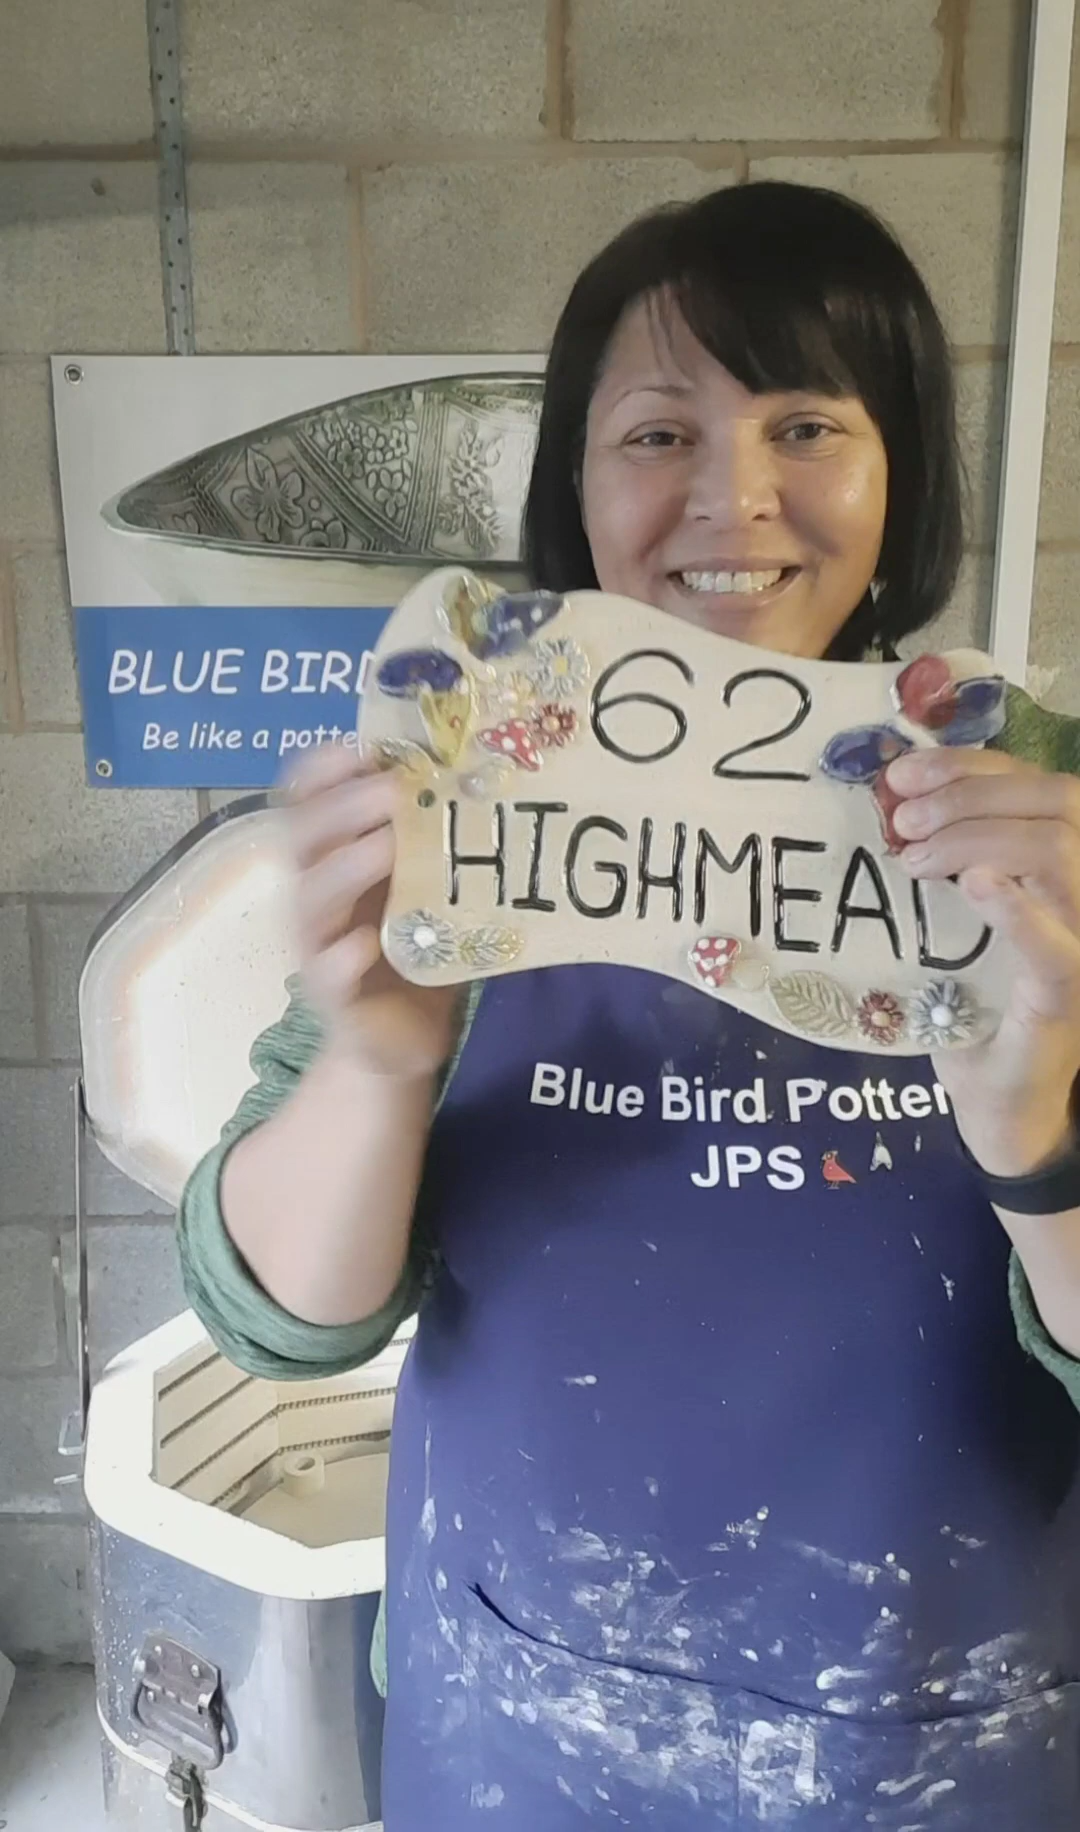 BLUE BIRD
Be like a potte
62
HIGHMEAD
Blue Bird Potter
JPS